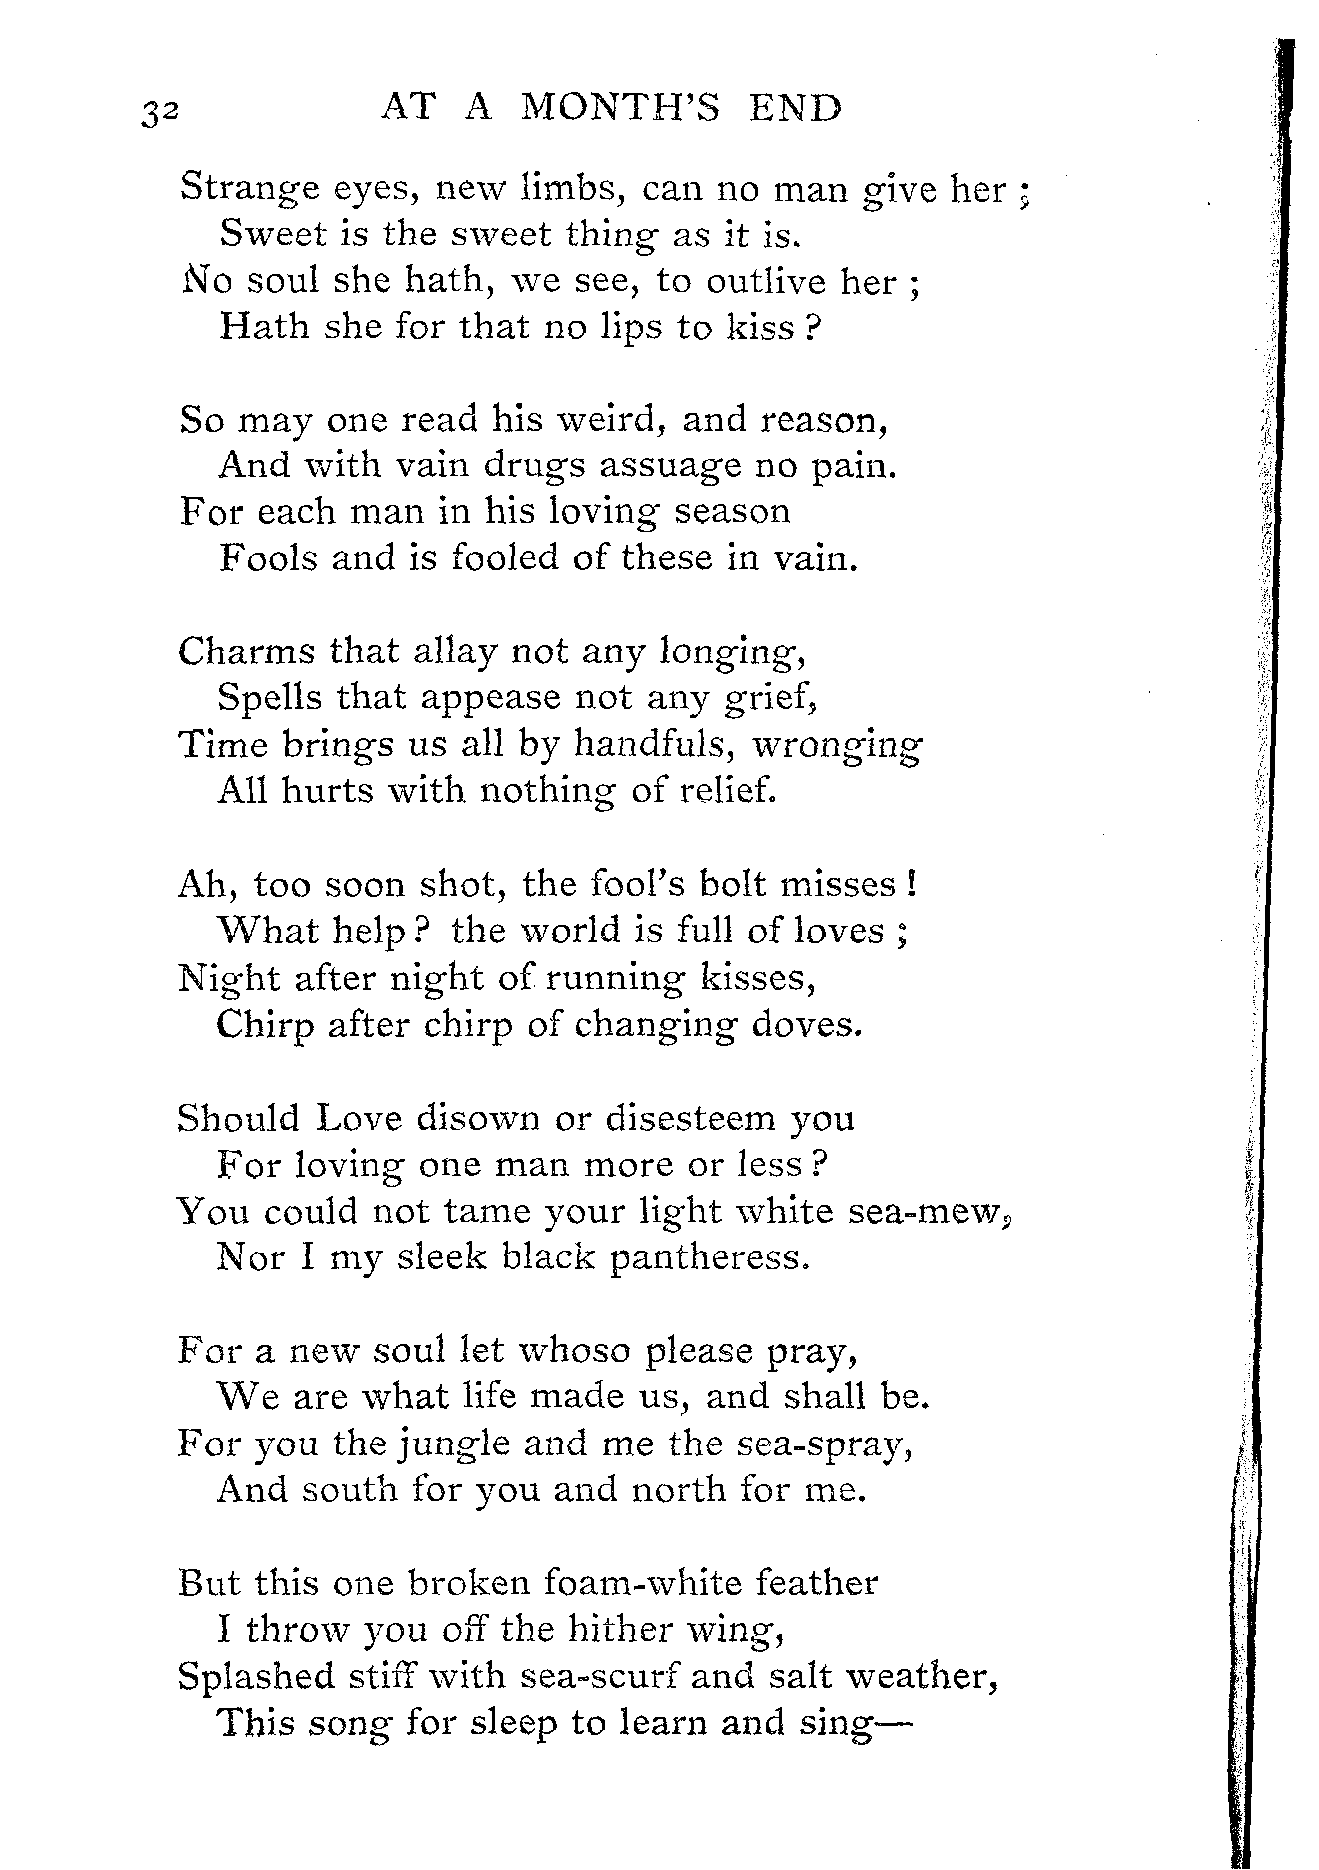 32 AT A MONTH'S END
Strange eyes, new limbs, can no man give her ;
Sweet is the sweet thing as it is.
No soul she hath, we see, to outlive her ;
Hath she for that no lips to kiss ?
So may one read his weird, and reason,
And with vain drugs assuage no pain.
For each man in his loving season
Fools and is fooled of these in vain.
Charms that allay not any longing,
Spells that appease not any grief,
Time brings us all by handfuls, wronging
All hurts with nothing of relief.
Ah, too soon shot, the fool's bolt misses !
What help ? the world is full of loves ;
Night after night of running kisses,
Chirp after chirp of changing doves.
Should Love disown or disesteem you
For loving one man more or less ?
You could not tame your light white sea-mew,
Nor I my sleek black pantheress.
For a new soul let whoso please pray,
We are what life made us, and shall be.
For you the jungle and me the sea-spray,
And south for you and north for me.
But this one broken foam-white feather
I throw you off the hither wing,
Splashed stiff with sea-scurf and salt weather,
This song for sleep to learn and sing—